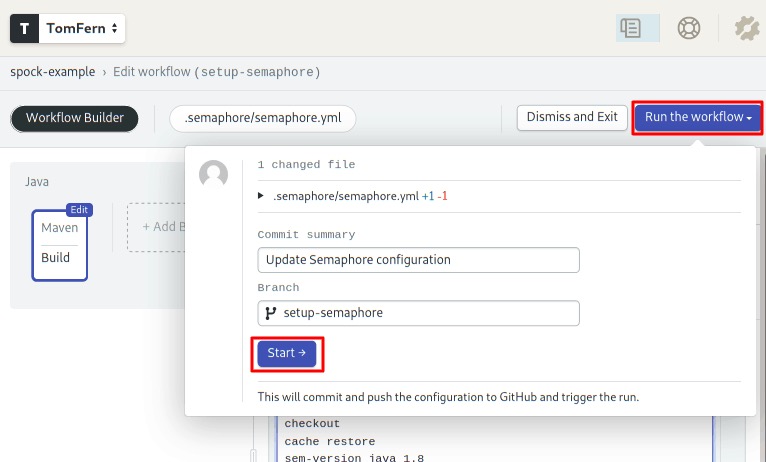 T TomFern
spock-example › Edit workflow (setup-semaphore)
Workflow Builder .semaphore/semaphore.yml Dismiss and Exit Run the workflow
1 changed file
Java
.semaphore/semaphore.yml +1 -1
Edit
Maven
+ Add B
Commit summary
Build
Update Semaphore configuration
Branch
setup-semaphore
Start →
This will commit and push the configuration to GitHub and trigger the run.
checkout
cache restore
sem-version java 1.8